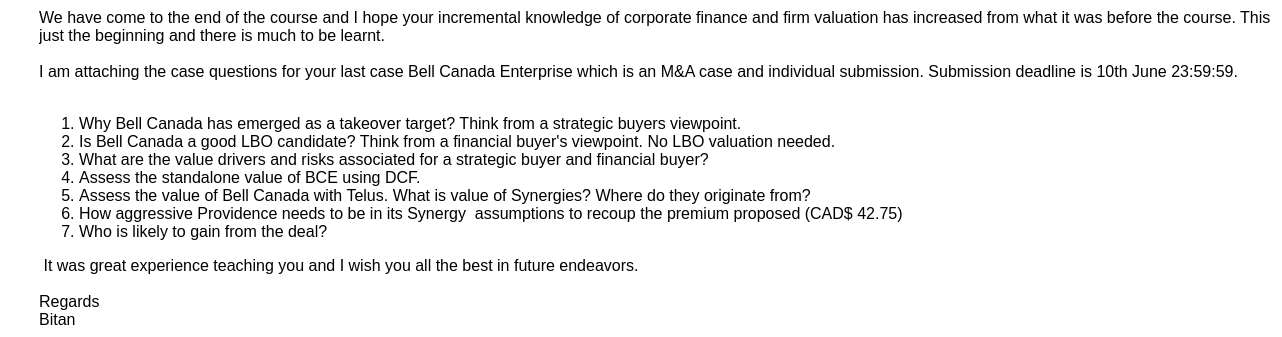 We have come to the end of the course and I hope your incremental knowledge of corporate finance and firm valuation has increased from what it was before the course. This
just the beginning and there is much to be learnt.
I am attaching the case questions for your last case Bell Canada Enterprise which is an M&A case and individual submission. Submission deadline is 10th June 23:59:59.
1. Why Bell Canada has emerged as a takeover target? Think from a strategic buyers viewpoint.
2. Is Bell Canada a good LBO candidate? Think from a financial buyer's viewpoint. No LBO valuation needed.
3. What are the value drivers and risks associated for a strategic buyer and financial buyer?
4. Assess the standalone value of BCE using DCF.
5. Assess the value of Bell Canada with Telus. What is value of Synergies? Where do they originate from?
6. How aggressive Providence needs to be in its Synergy  assumptions to recoup the premium proposed (CAD$ 42.75)
7. Who is likely to gain from the deal?
It was great experience teaching you and I wish you all the best in future endeavors.
Regards
Bitan